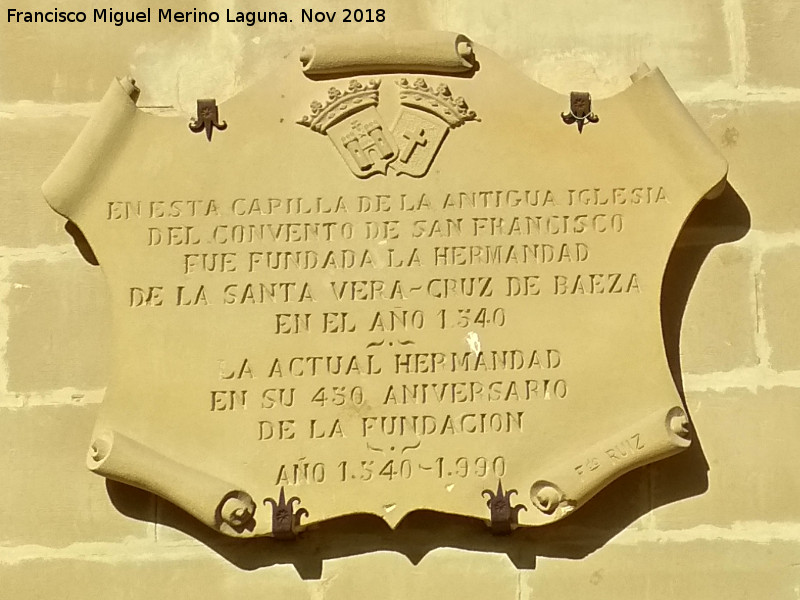 Francisco Miguel Merino Laguna. Nov 2018
EN ESTA CAPILLA DE LA ANTIGUA IGLESIA
DEL CONVENTO DE SAN FRANCISCO
FUE FUNDADA LA HERMANDAD
DE LA SANTA VERA-CRUZ DE BAEZA
EN EL AÑO 1.540
LA ACTUAL HERMANDAD
EN SU 450 ANIVERSARIO
DE LA FUNDACION
AÑO 1.540-1.990
Fco RUIZ